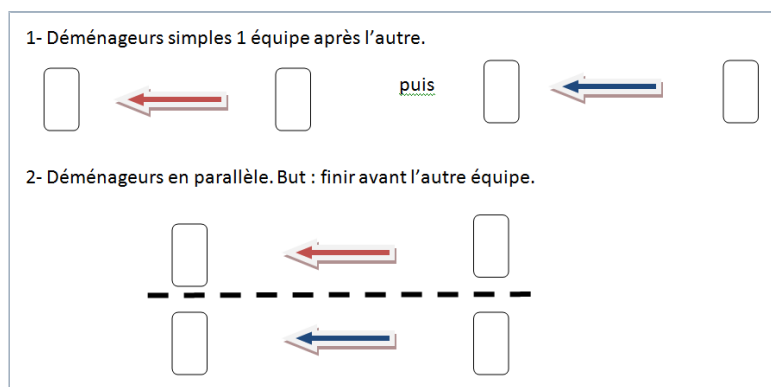 1- Déménageurs simples 1 équipe après l’autre.
puis
2- Déménageurs en parallèle. But : finir avant l’autre équipe.